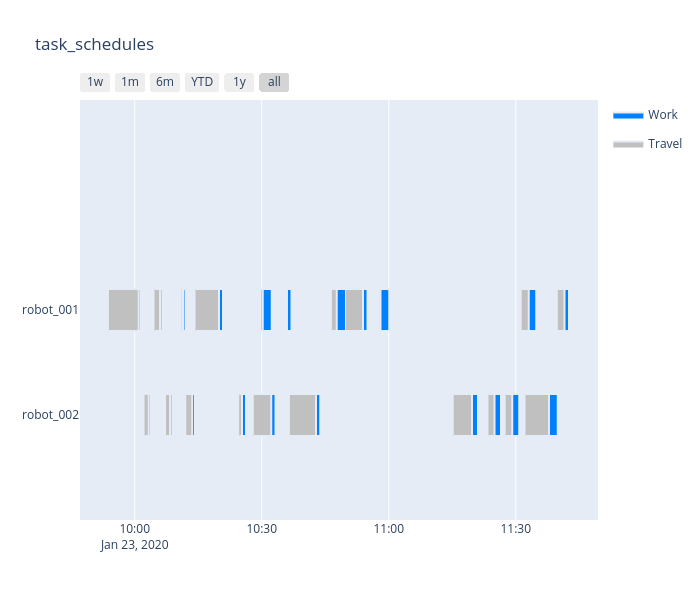 task_schedules
1w 1m 6m YTD 1y all
Work
Travel
robot_001
robot_002
10:00 10:30 11:00 11:30
Jan 23, 2020